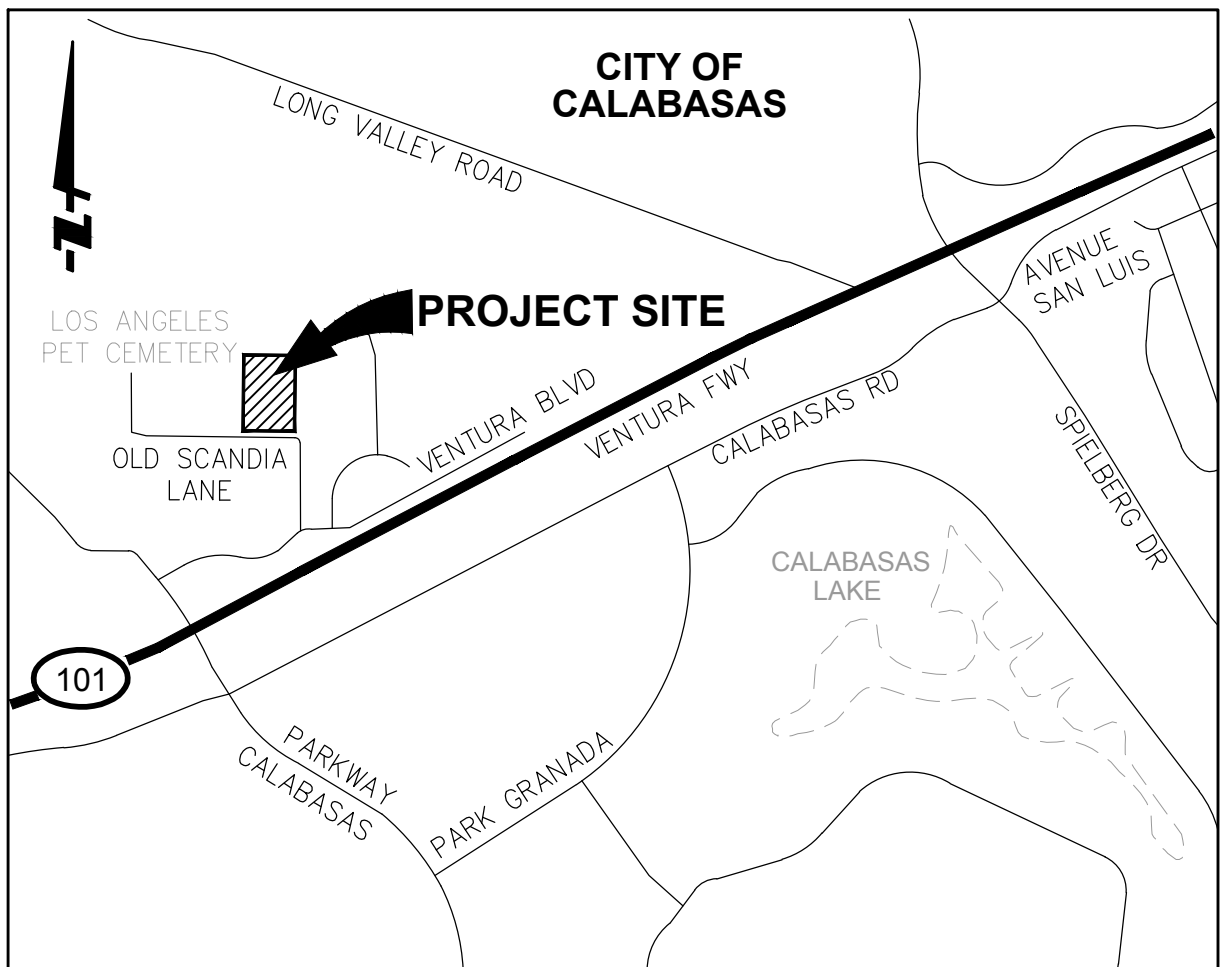 CITY OF
CALABASAS
LONG VALLEY ROAD
N
AVENUE
SAN LUIS
PROJECT SITE
LOS ANGELES
PET CEMETERY
VENTURA BLVD
VENTURA FWY
CALABASAS RD
OLD SCANDIA
LANE
SPIELBERG DR
CALABASAS
LAKE
101
PARKWAY
CALABASAS
PARK GRANADA